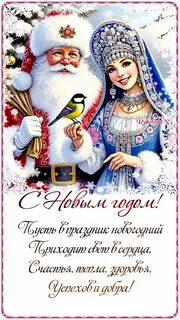 С Новым годом!
Пусть в праздник новогодний
Приходит свет в сердца,
Счастья, тепла, здоровья,
Успехов и добра!